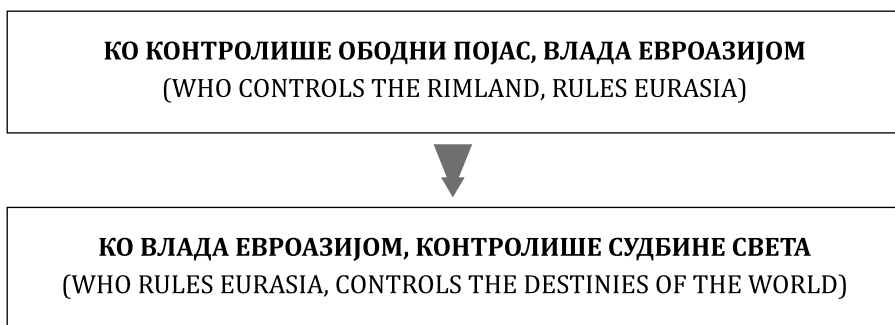 КО КОНТРОЛИШЕ ОБОДНИ ПОЈАС, ВЛАДА ЕВРОАЗИЈОМ
(WHO CONTROLS THE RIMLAND, RULES EURASIA)
КО ВЛАДА ЕВРОАЗИЈОМ, КОНТРОЛИШЕ СУДБИНЕ СВЕТА
(WHO RULES EURASIA, CONTROLS THE DESTINIES OF THE WORLD)